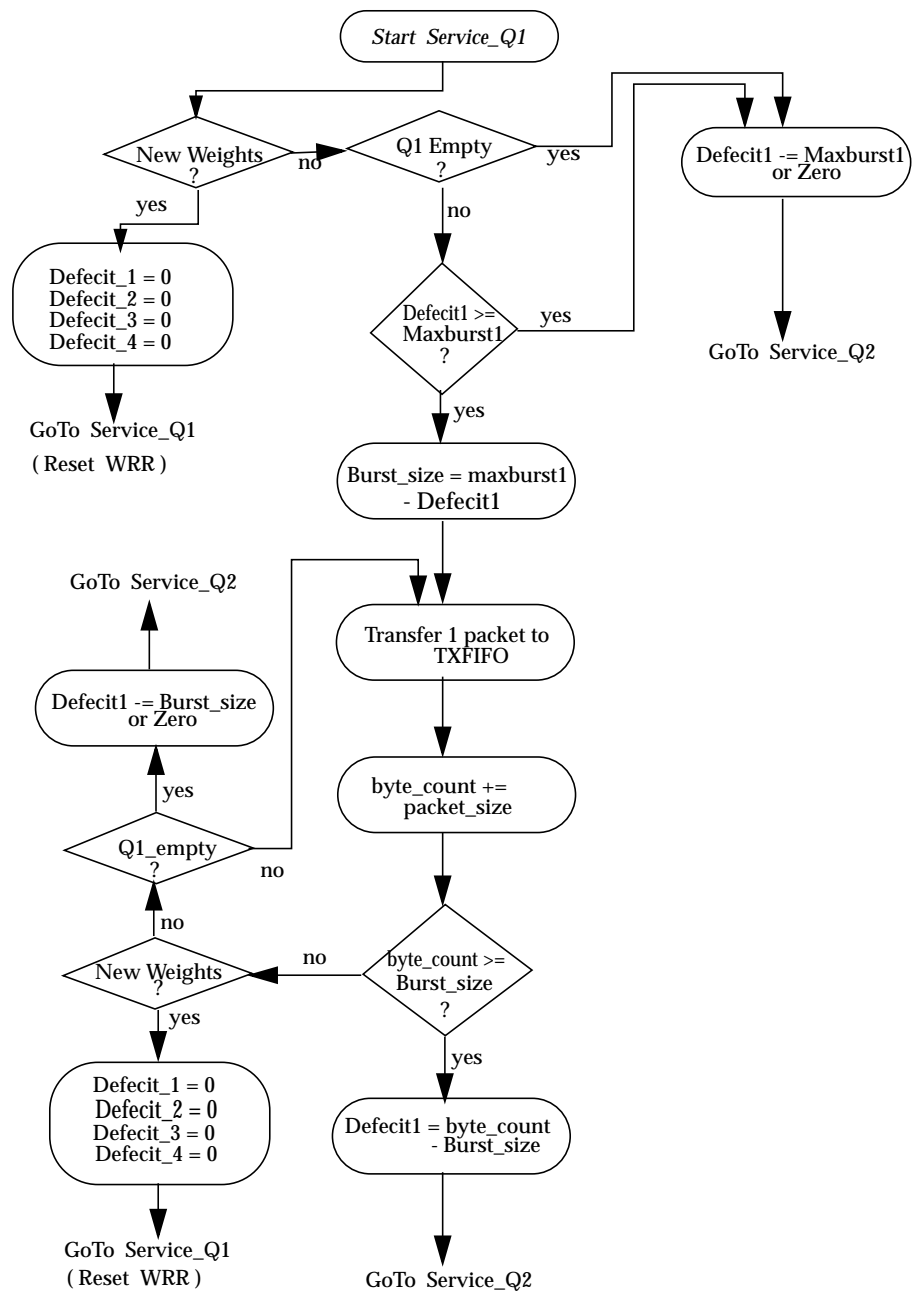 Start Service_Q1
New Weights
?
no
Q1 Empty
?
yes
Defecit1 -= Maxburst1
or Zero
yes
no
Defecit_1 = 0
Defecit_2 = 0
Defecit_3 = 0
Defecit_4 = 0
Defecit1 >=
Maxburst1
?
yes
GoTo Service_Q2
GoTo Service_Q1
(Reset WRR)
yes
Burst_size = maxburst1
- Defecit1
GoTo Service_Q2
Transfer 1 packet to
TXFIFO
Defecit1 -= Burst_size
or Zero
yes
byte_count +=
packet_size
Q1_empty
?
no
no
New Weights
?
no
byte_count >=
Burst_size
?
yes
yes
Defecit_1 = 0
Defecit_2 = 0
Defecit_3 = 0
Defecit_4 = 0
Defecit1 = byte_count
- Burst_size
GoTo Service_Q1
(Reset WRR)
GoTo Service_Q2